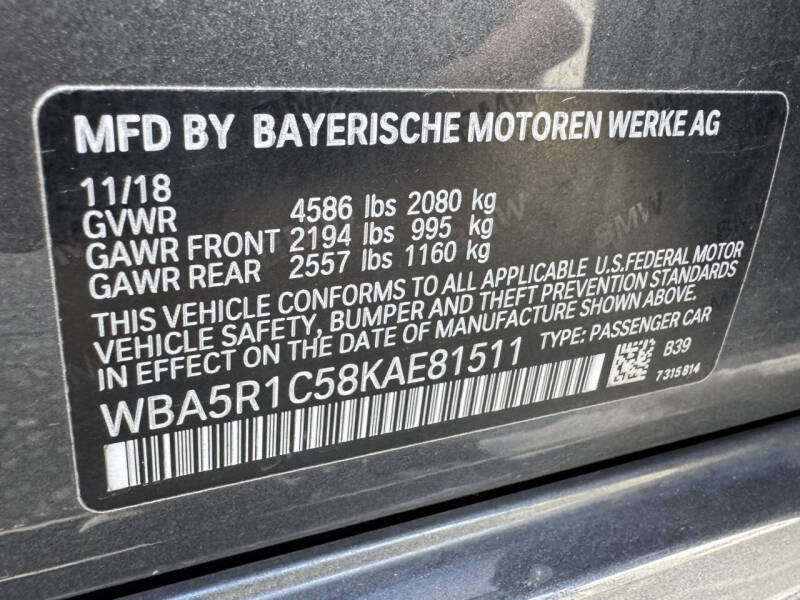 MFD BY BAYERISCHE MOTOREN WERKE AG
11/18
GVWR 4586 lbs 2080 kg
GAWR FRONT 2194 lbs 995 kg
GAWR REAR 2557 lbs 1160 kg
THIS VEHICLE CONFORMS TO ALL APPLICABLE U.S.FEDERAL MOTOR
VEHICLE SAFETY, BUMPER AND THEFT PREVENTION STANDARDS
IN EFFECT ON THE DATE OF MANUFACTURE SHOWN ABOVE.
WBA5R1C58KAE81511 TYPE: PASSENGER CAR
B39
7315814
BMW